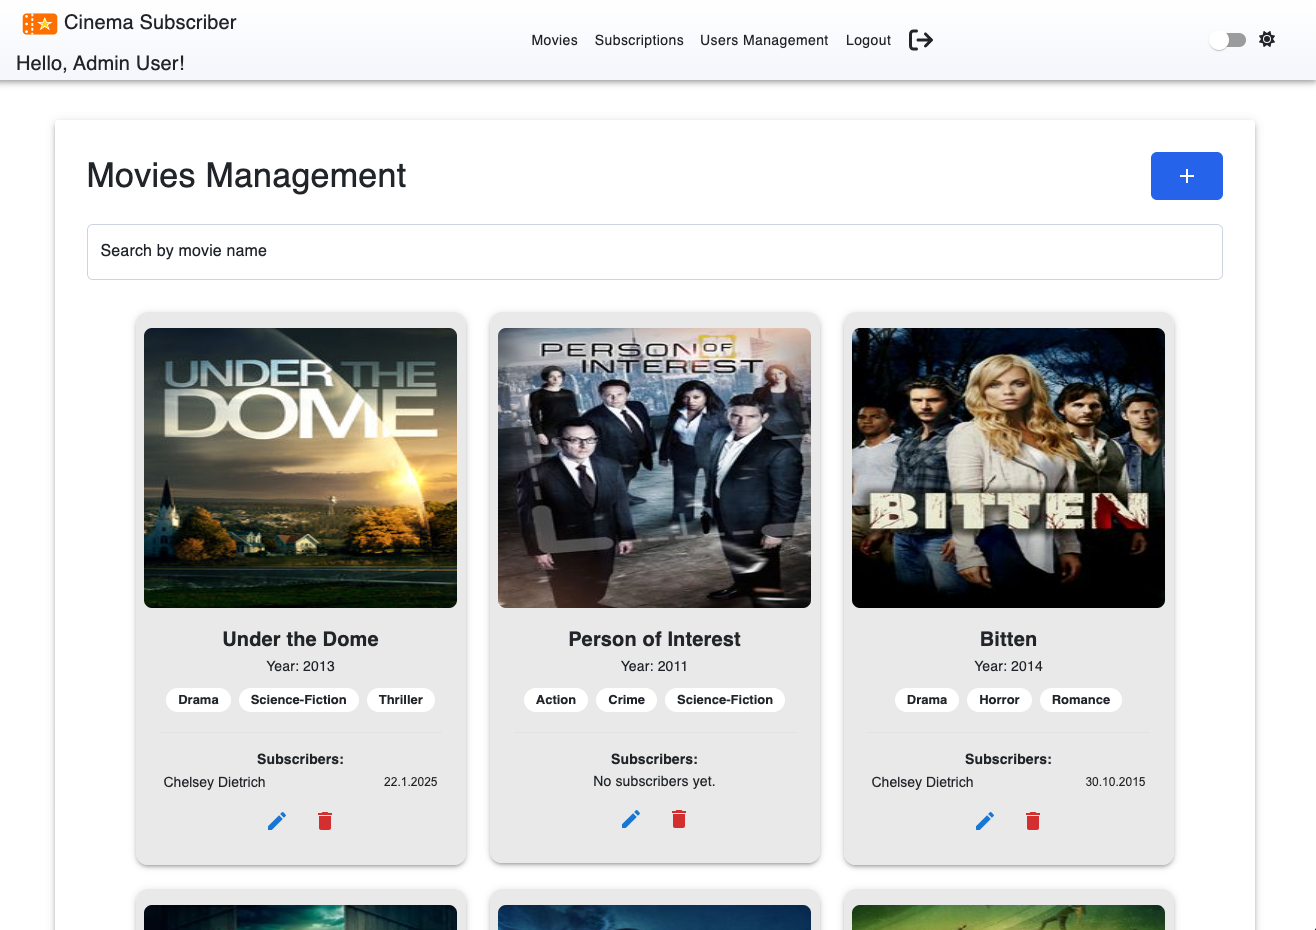 Cinema Subscriber
Hello, Admin User!
Movies Subscriptions Users Management Logout
Movies Management
+
Search by movie name
UNDER THE
DOME
Under the Dome
Year: 2013
Drama Science-Fiction Thriller
Subscribers:
Chelsey Dietrich 22.1.2025
PERSON OF
INTEREST
Person of Interest
Year: 2011
Action Crime Science-Fiction
Subscribers:
No subscribers yet.
BITTEN
Bitten
Year: 2014
Drama Horror Romance
Subscribers:
Chelsey Dietrich 30.10.2015